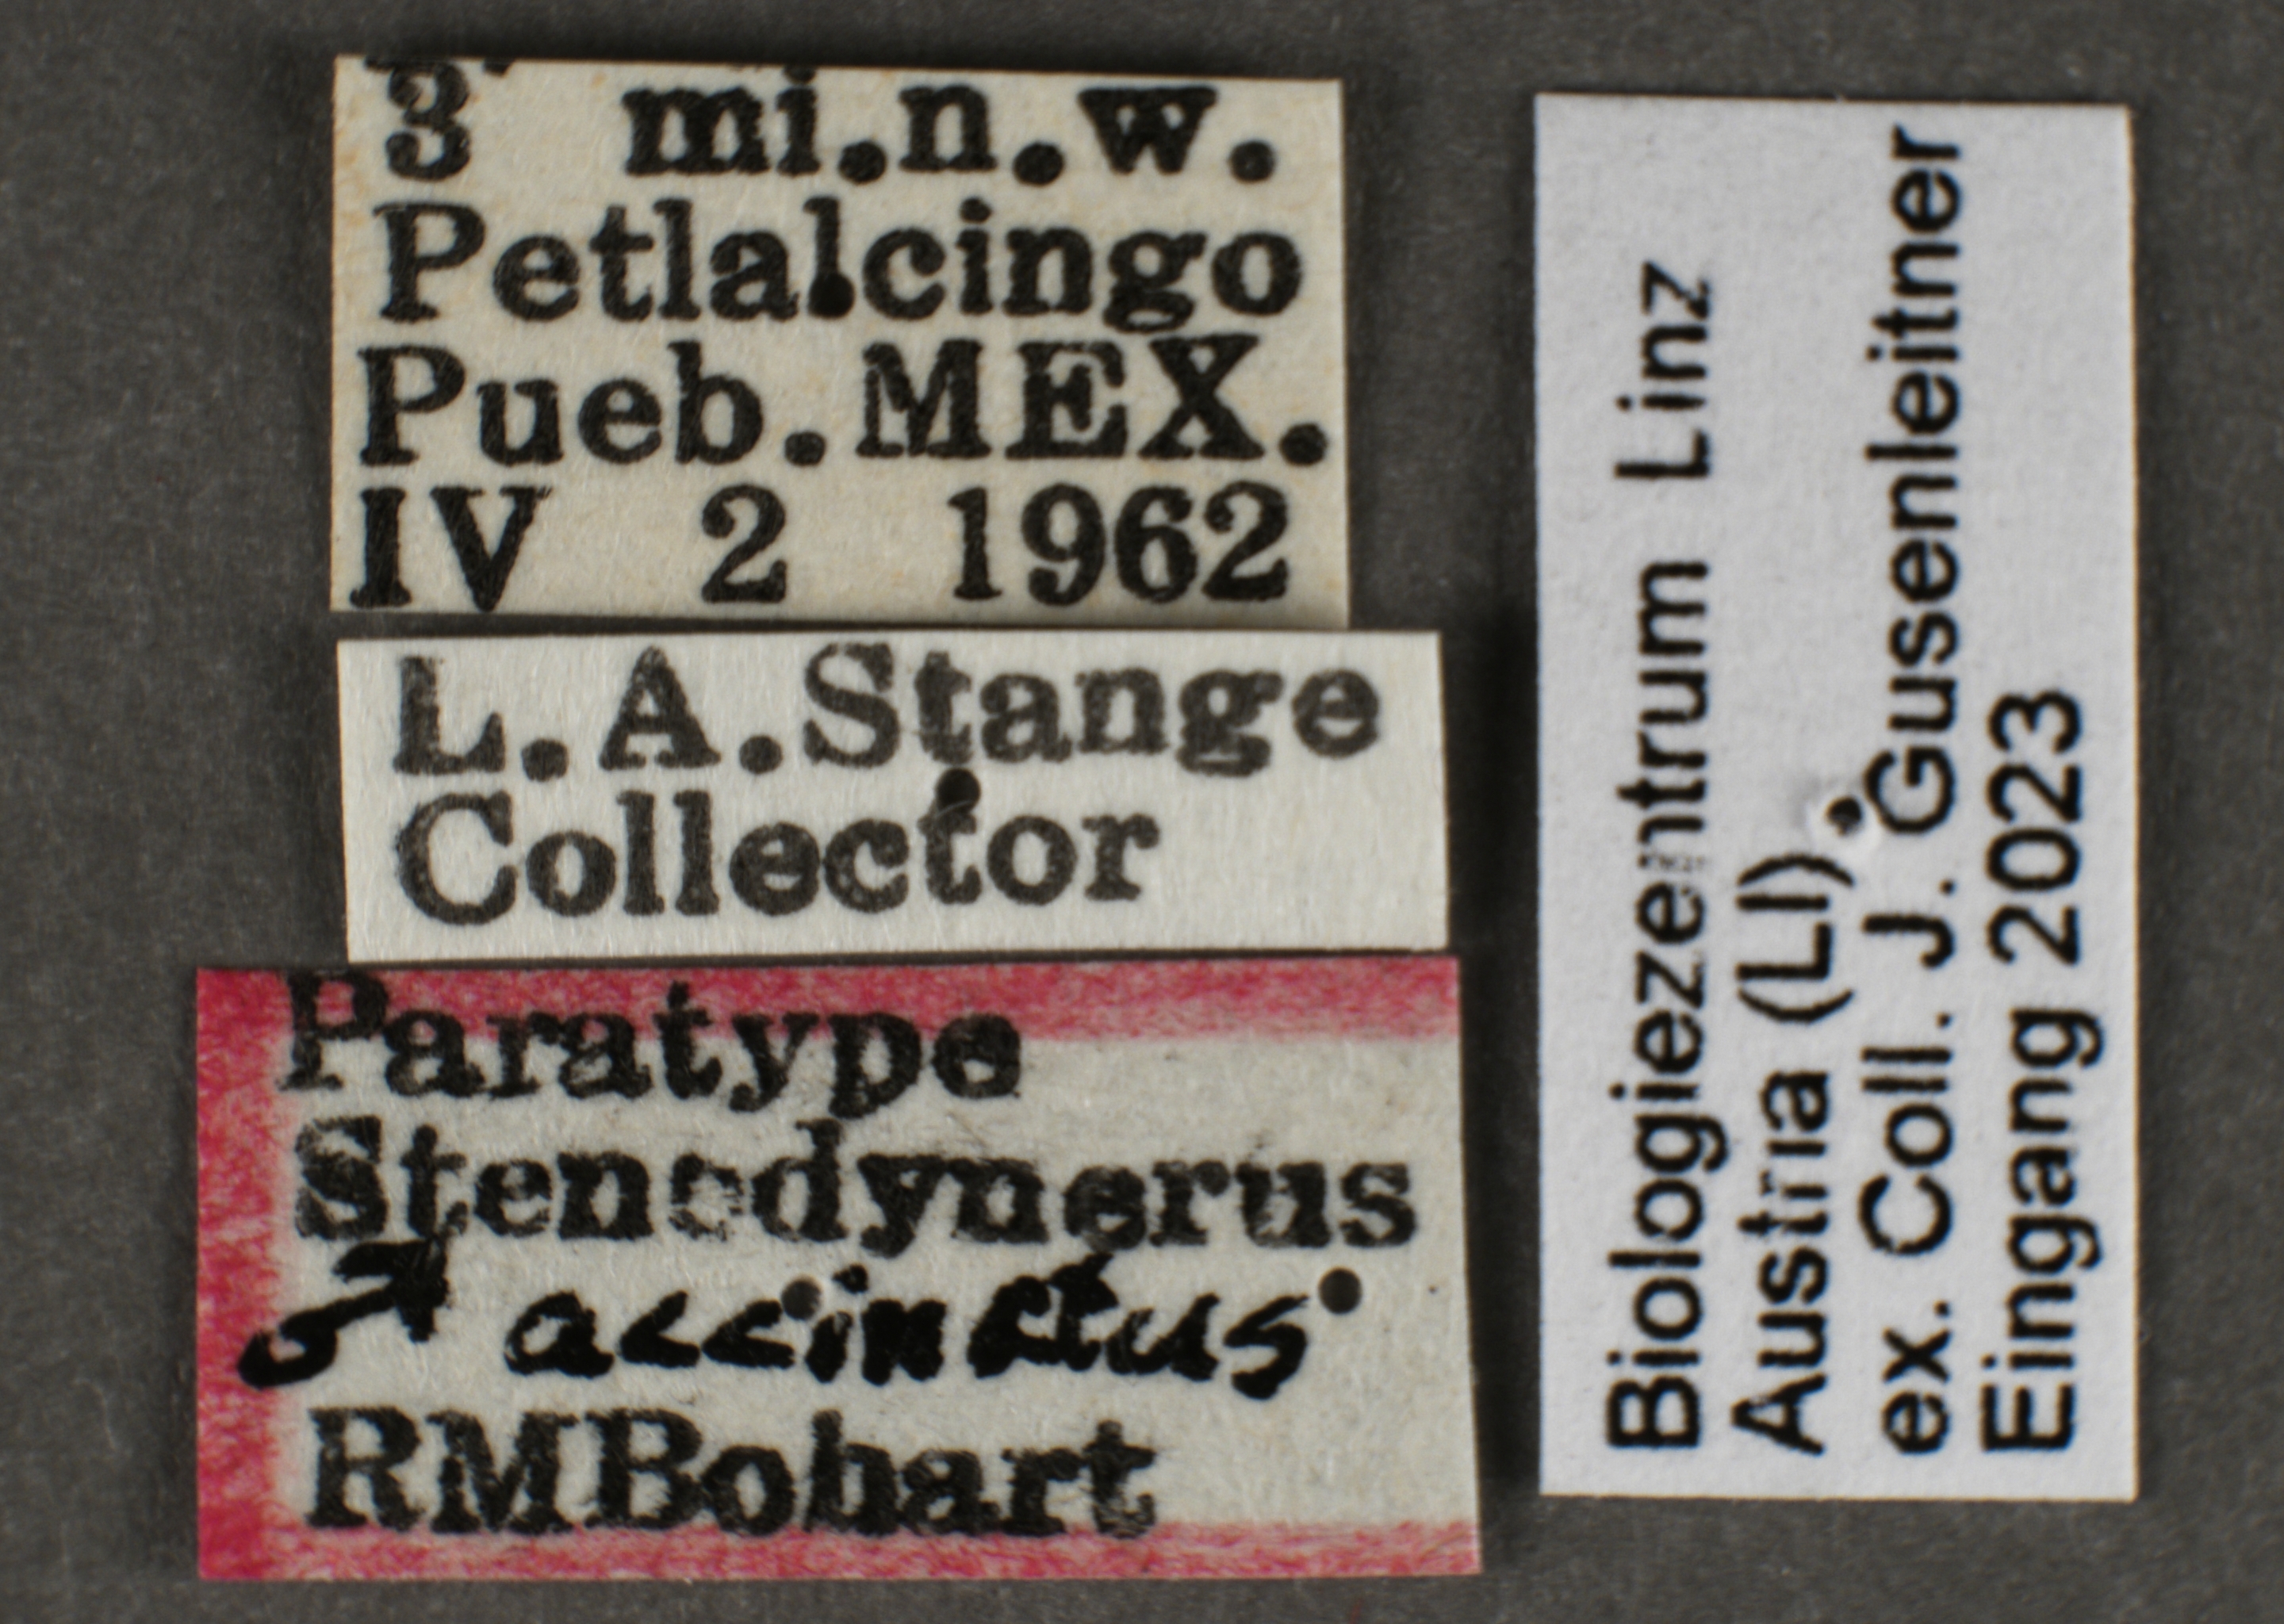 3 mi.n.w.
Petlalcingo
Pueb. MEX.
IV 2 1962
L.A.Stange
Collector
Paratype
Stenodynerus
♂ accinctus
RMBohart
Biologiezentrum Linz
Austria (LI)
ex. Coll. J. Gusenleitner
Eingang 2023